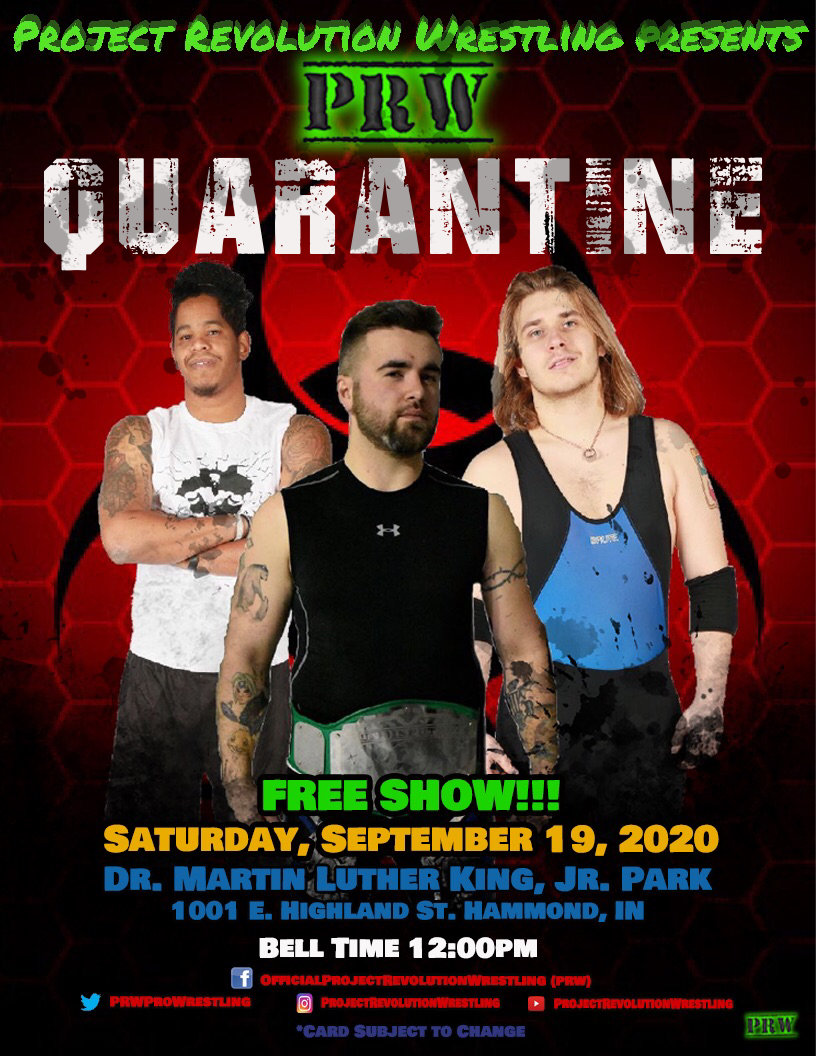 Project Revolution Wrestling presents
PRW
QUARANTINE
BRUTE
FREE SHOW!!!
Saturday, September 19, 2020
Dr. Martin Luther King, Jr. Park
1001 E. Highland St. Hammond, IN
Bell Time 12:00pm
OfficialProjectRevolutionWrestling (prw)
PRWProWrestling ProjectRevolutionWrestling ProjectRevolutionWrestling
*Card Subject to Change
PRW